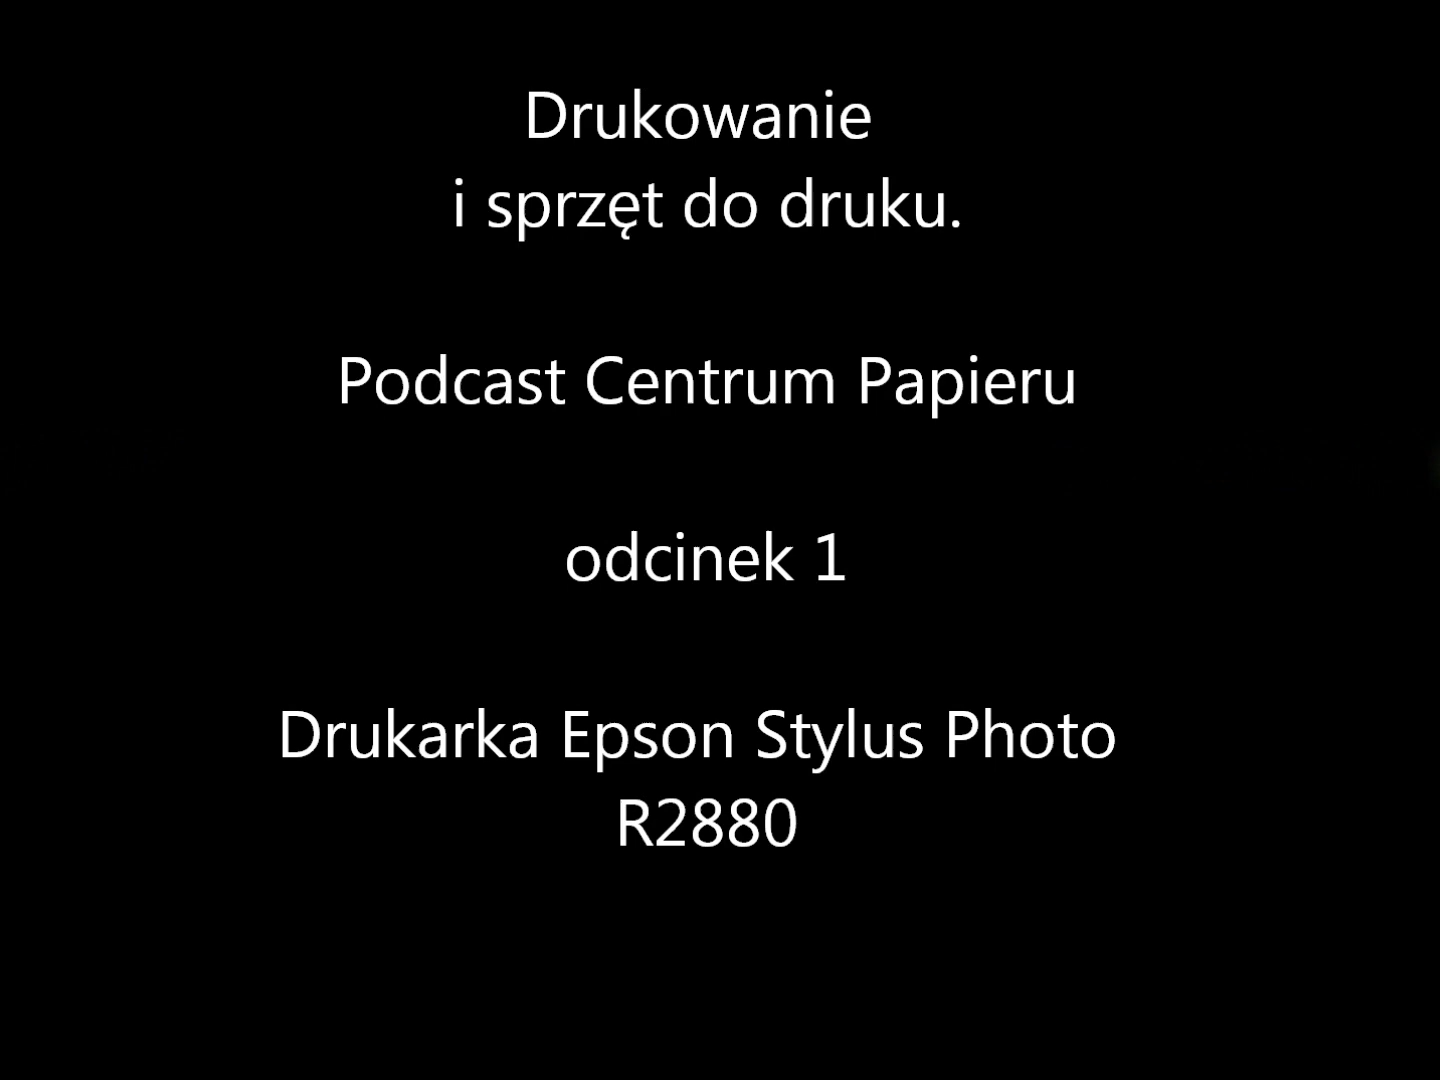 Drukowanie
i sprzęt do druku.
Podcast Centrum Papieru
odcinek 1
Drukarka Epson Stylus Photo
R2880